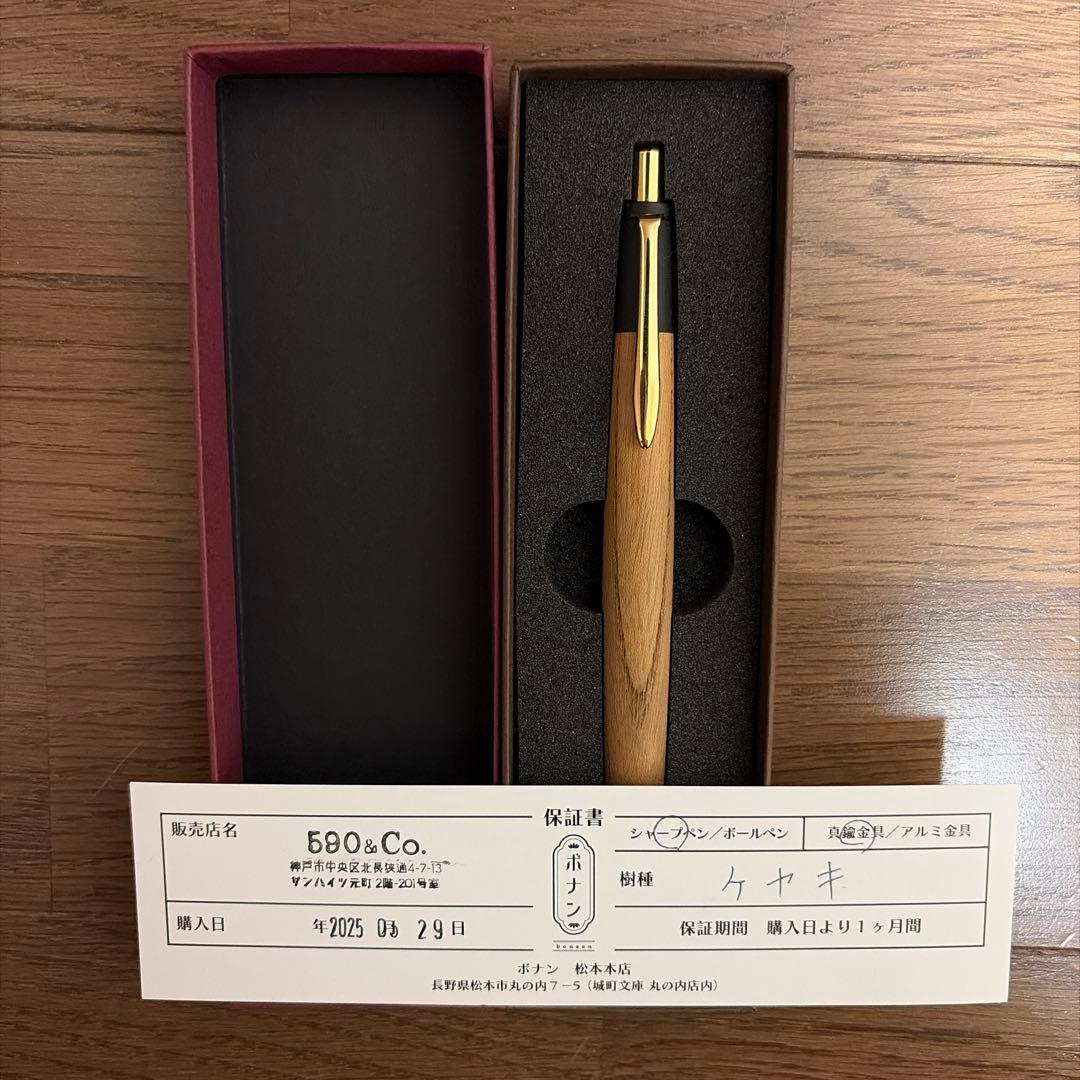 保証書
販売店名
590&Co.
神戸市中央区北長狭通4-7-13
サンハイツ元町2階-201号室
購入日
年2025 03 29日
ボナン
bonnan
シャープペン／ボールペン
真鍮金具／アルミ金具
樹種
ケヤキ
保証期間 購入日より1ヶ月間
ボナン 松本本店
長野県松本市丸の内7-5（城町文庫 丸の内店内）